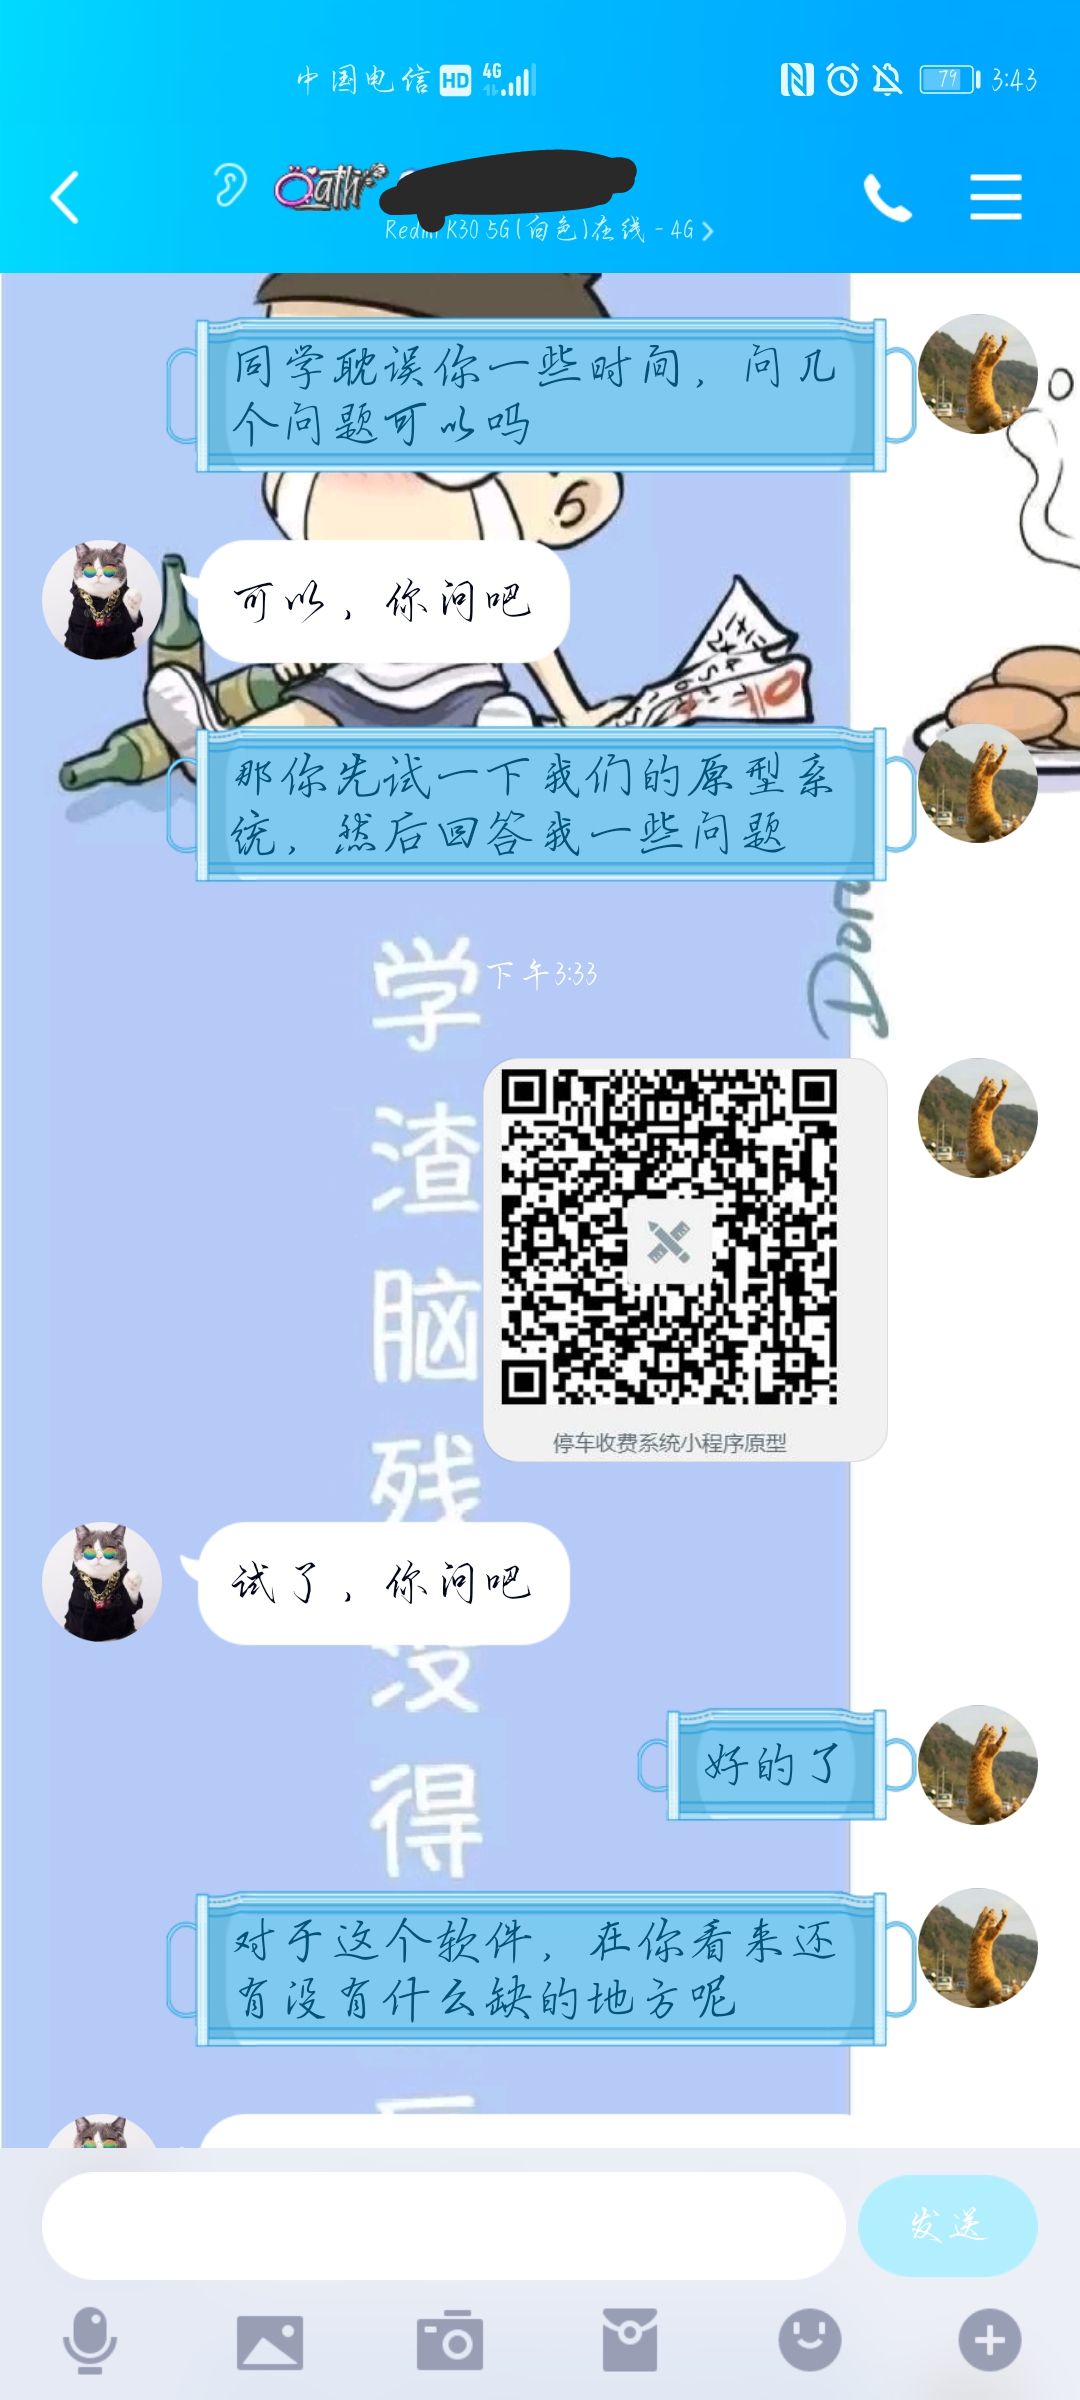 中国电信 HD 4G 79 3:43
Qathi
Redmi K30 5G(白色)在线 - 4G
同学耽误你一些时间，问几
个问题可以吗
可以，你问吧
那你先试一下我们的原型系
统，然后回答我一些问题
下午3:33
停车收费系统小程序原型
试了，你问吧
好的了
对于这个软件，在你看来还
有没有什么缺的地方呢
学渣脑残没得
发送